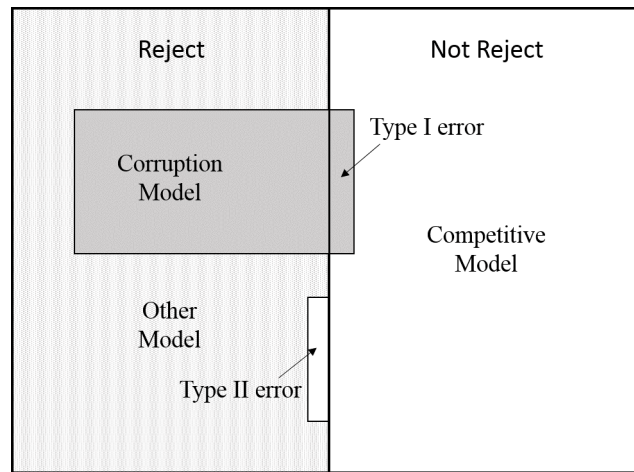 Reject
Not Reject
Type I error
Corruption
Model
Competitive
Model
Other
Model
Type II error